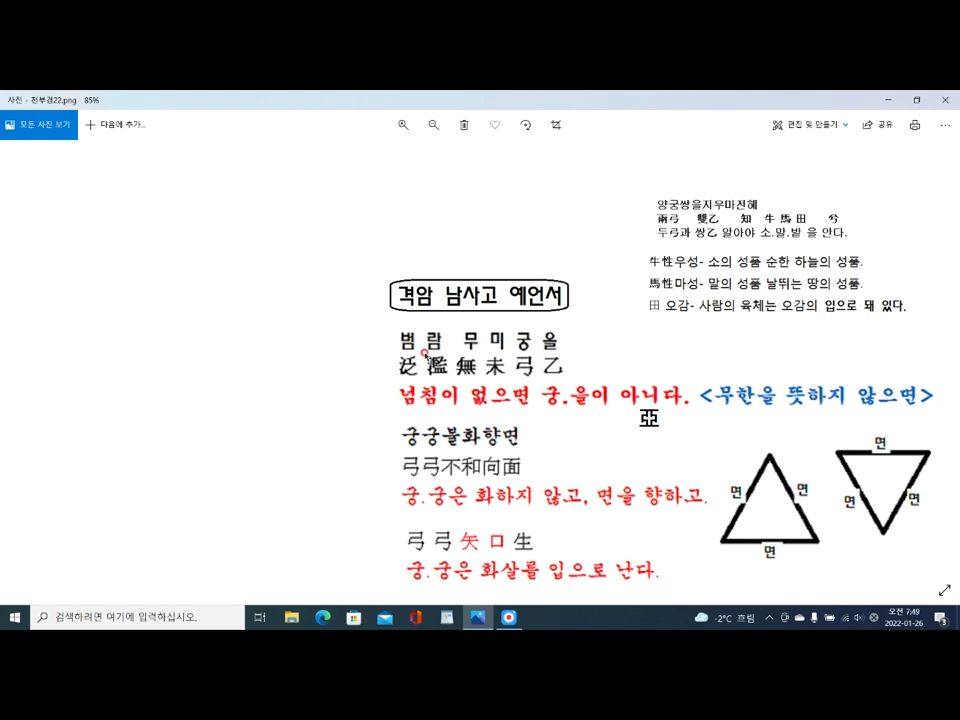 사진 - 천부경22.png 85%
모든 사진 보기 다음에 추가... 편집 및 만들기 공유
양궁쌍을지우마전혜
兩弓 雙乙 知 牛 馬 田 兮
두弓과 쌍乙 알아야 소.말.밭 을 안다.
牛性우성- 소의 성품 순한 하늘의 성품.
馬性마성- 말의 성품 날뛰는 땅의 성품.
田 오감- 사람의 육체는 오감의 입으로 돼 있다.
격암 남사고 예언서
범 람 무 미 궁 을
泛 濫 無 未 弓 乙
넘침이 없으면 궁.을이 아니다. <무한을 뜻하지 않으면>
亞
궁궁불화향면
弓弓不和向面
궁.궁은 화하지 않고, 면을 향하고.
弓 弓 矢 口 生
궁.궁은 화살를 입으로 난다.
면
면 면
면
면
면 면
검색하려면 여기에 입력하십시오.
-2°C 흐림
오전 7:49
2022-01-26
3